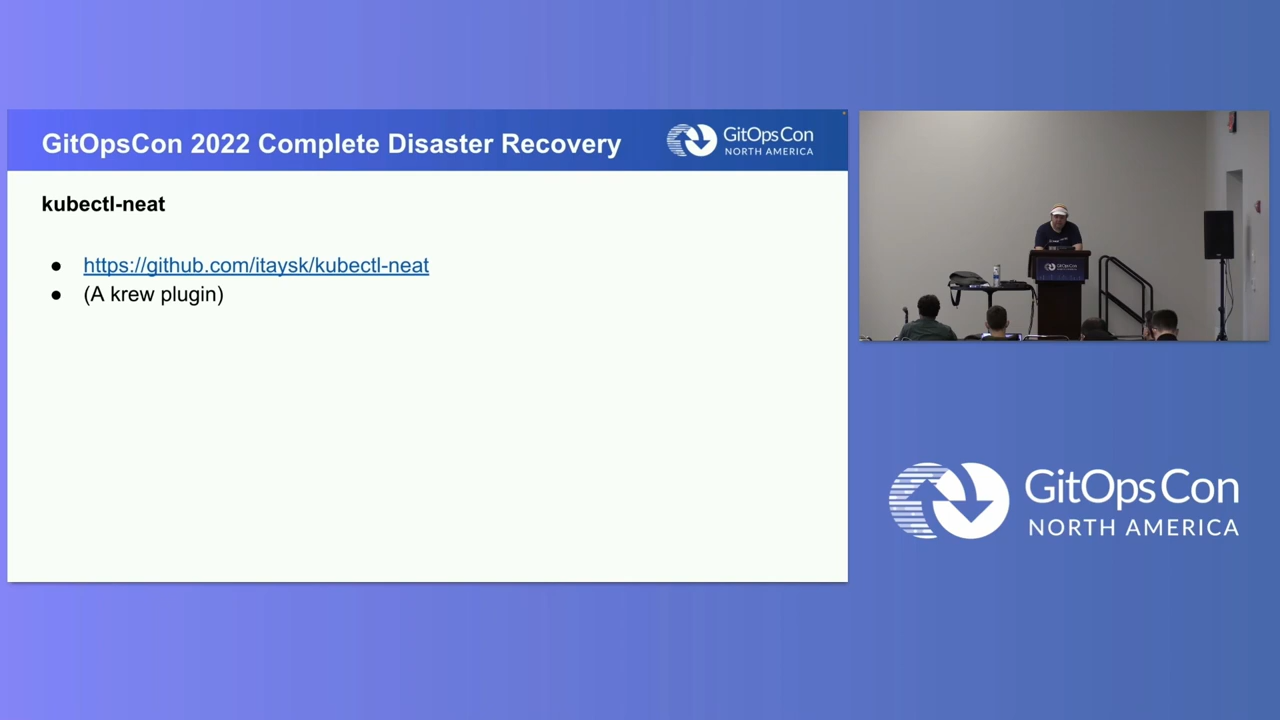 GitOpsCon 2022 Complete Disaster Recovery
GitOpsCon
NORTH AMERICA
kubectl-neat
● https://github.com/itaysk/kubectl-neat
● (A krew plugin)
GitOpsCon
GitOpsCon
NORTH AMERICA